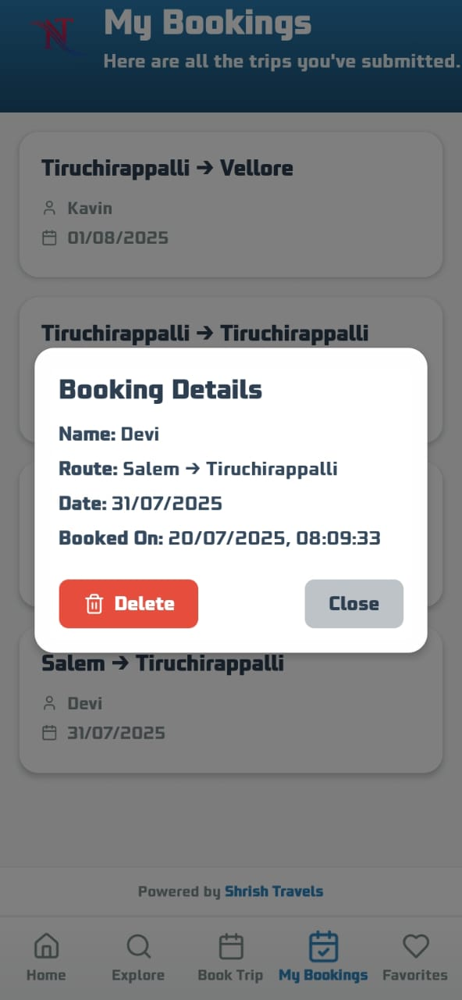 My Bookings
Here are all the trips you've submitted.
Tiruchirappalli → Vellore
Kavin
01/08/2025
Tiruchirappalli → Tiruchirappalli
Booking Details
Name: Devi
Route: Salem → Tiruchirappalli
Date: 31/07/2025
Booked On: 20/07/2025, 08:09:33
Delete
Close
Salem → Tiruchirappalli
Devi
31/07/2025
Powered by Shrish Travels
Home
Explore
Book Trip
My Bookings
Favorites